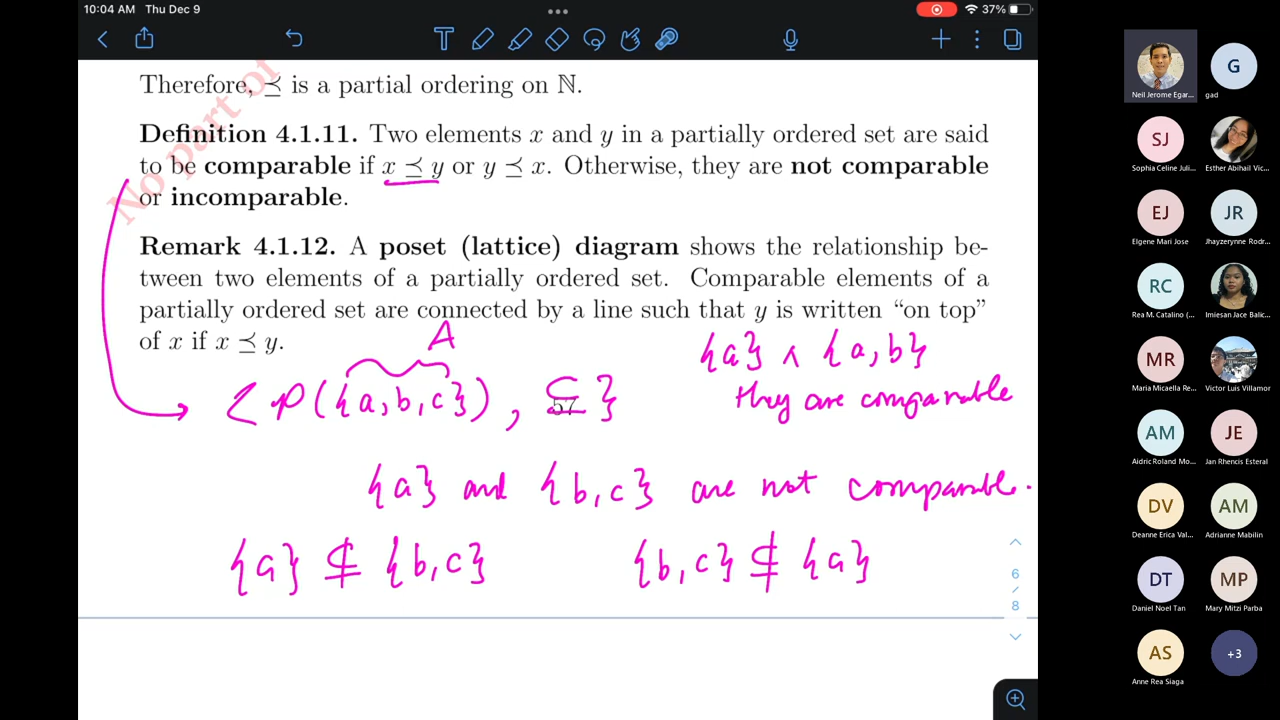 10:04 AM Thu Dec 9
37%
T
No part of
Therefore, ⪯ is a partial ordering on ℕ.
Definition 4.1.11. Two elements x and y in a partially ordered set are said
to be comparable if x ⪯ y or y ⪯ x. Otherwise, they are not comparable
or incomparable.
Remark 4.1.12. A poset (lattice) diagram shows the relationship be-
tween two elements of a partially ordered set. Comparable elements of a
partially ordered set are connected by a line such that y is written “on top”
of x if x ⪯ y.
A
{a} ∧ {a,b}
they are comparable
< P({a,b,c}), ⊆ }
57
{a} and {b,c} are not comparable.
{a} ⊈ {b,c}
{b,c} ⊈ {a}
6
/
8
Neil Jerome Egar...
G
gad
SJ
Sophia Celine Juli...
Esther Abihail Vic...
EJ
Elgene Mari Jose
JR
Jhayzerynne Rodr...
RC
Rea M. Catalino (...
Imiesan Jace Balic...
MR
Maria Micaella Re...
Victor Luis Villamor
AM
Aidric Roland Mo...
JE
Jan Rhencis Esteral
DV
Deanne Erica Val...
AM
Adrianne Mabilin
DT
Daniel Noel Tan
MP
Mary Mitzi Parba
AS
Anne Rea Siaga
+3